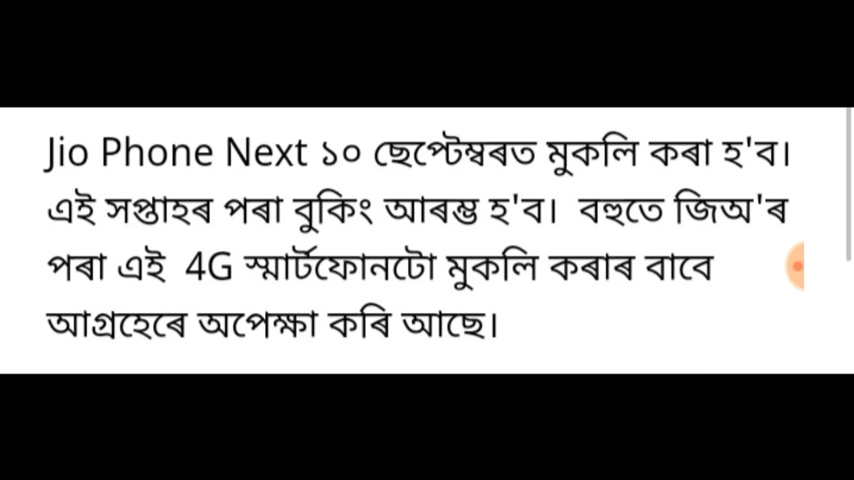 Jio Phone Next ১০ ছেপ্টেম্বৰত মুকলি কৰা হ'ব।
এই সপ্তাহৰ পৰা বুকিং আৰম্ভ হ'ব। বহুতে জিঅ'ৰ
পৰা এই 4G স্মাৰ্টফোনটো মুকলি কৰাৰ বাবে
আগ্ৰহেৰে অপেক্ষা কৰি আছে।